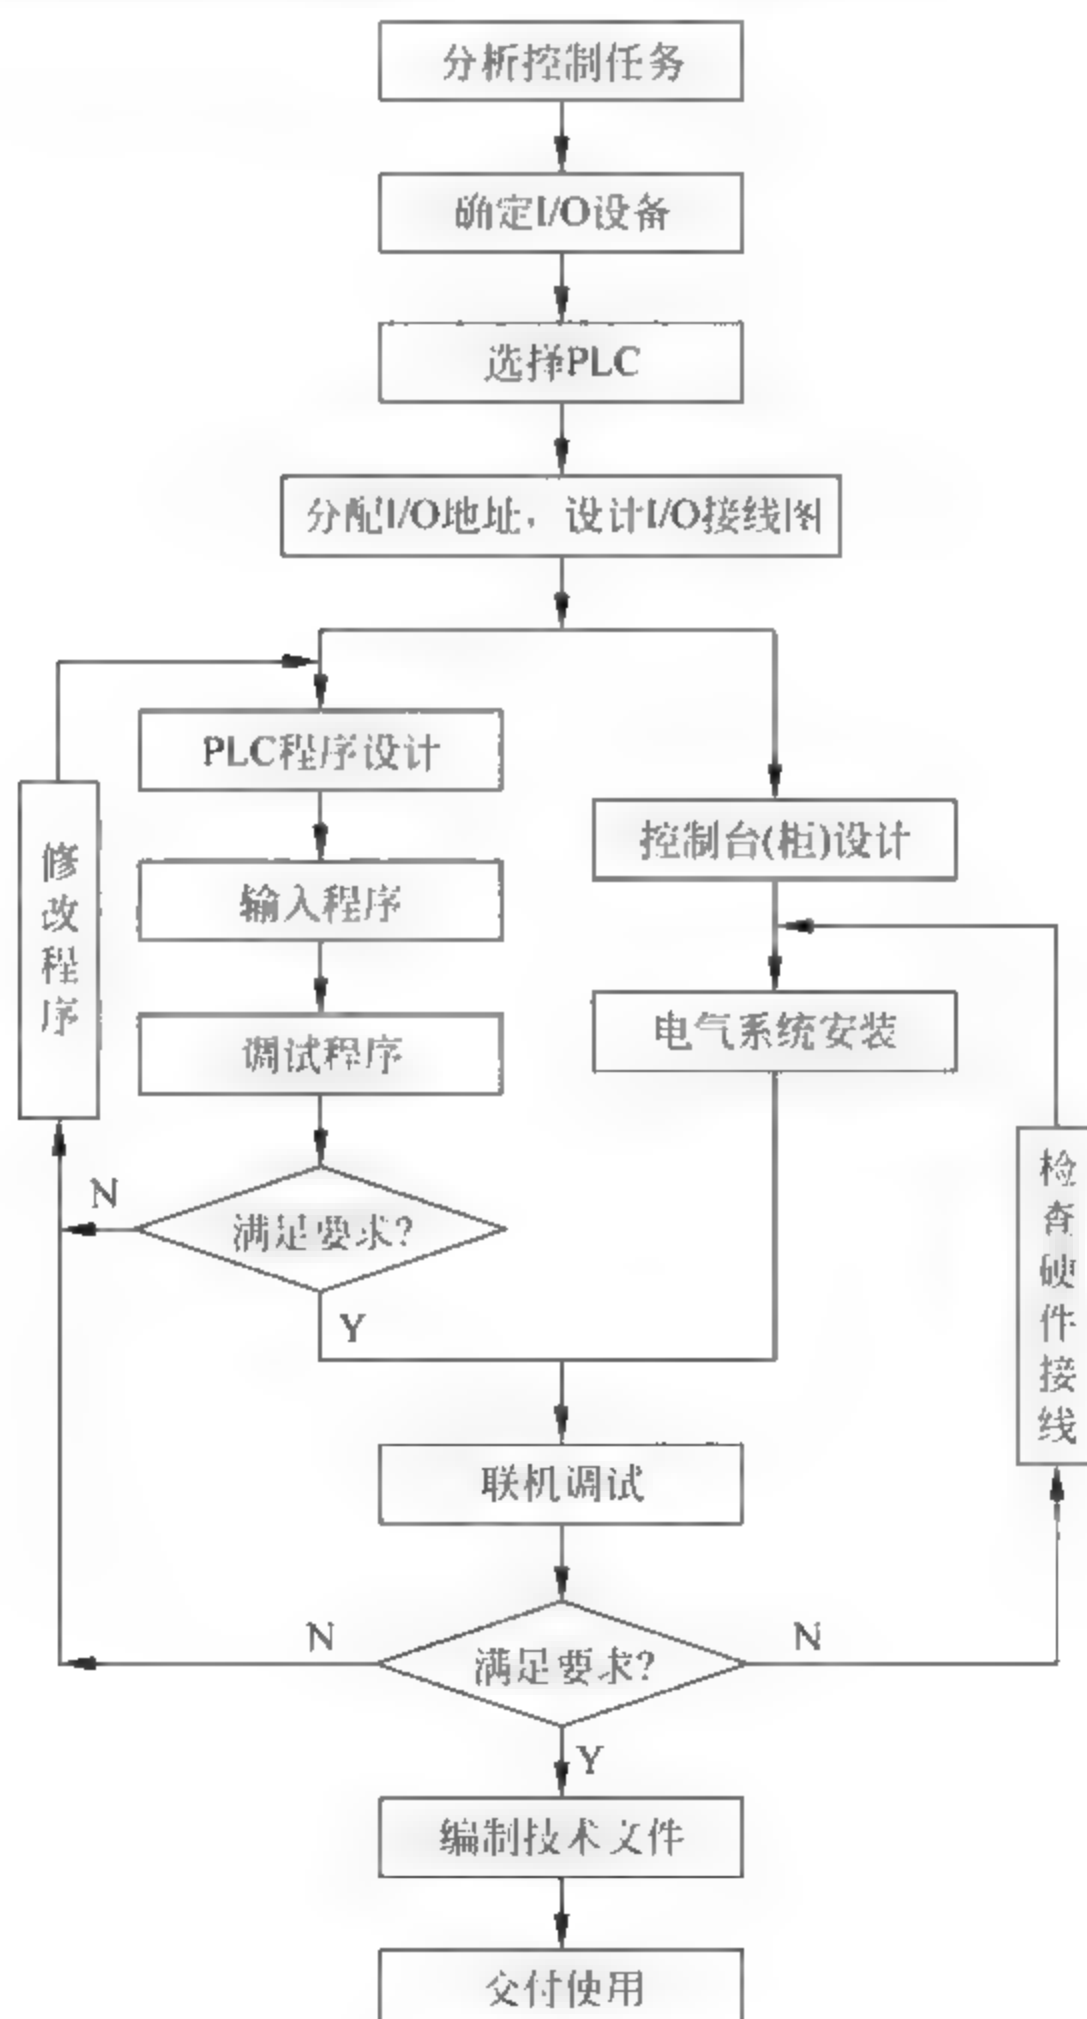 分析控制任务
确定I/O设备
选择PLC
分配I/O地址，设计I/O接线图
PLC程序设计
控制台(柜)设计
修改程序
输入程序
电气系统安装
调试程序
检查硬件接线
N
满足要求?
Y
联机调试
N
满足要求?
N
Y
编制技术文件
交付使用